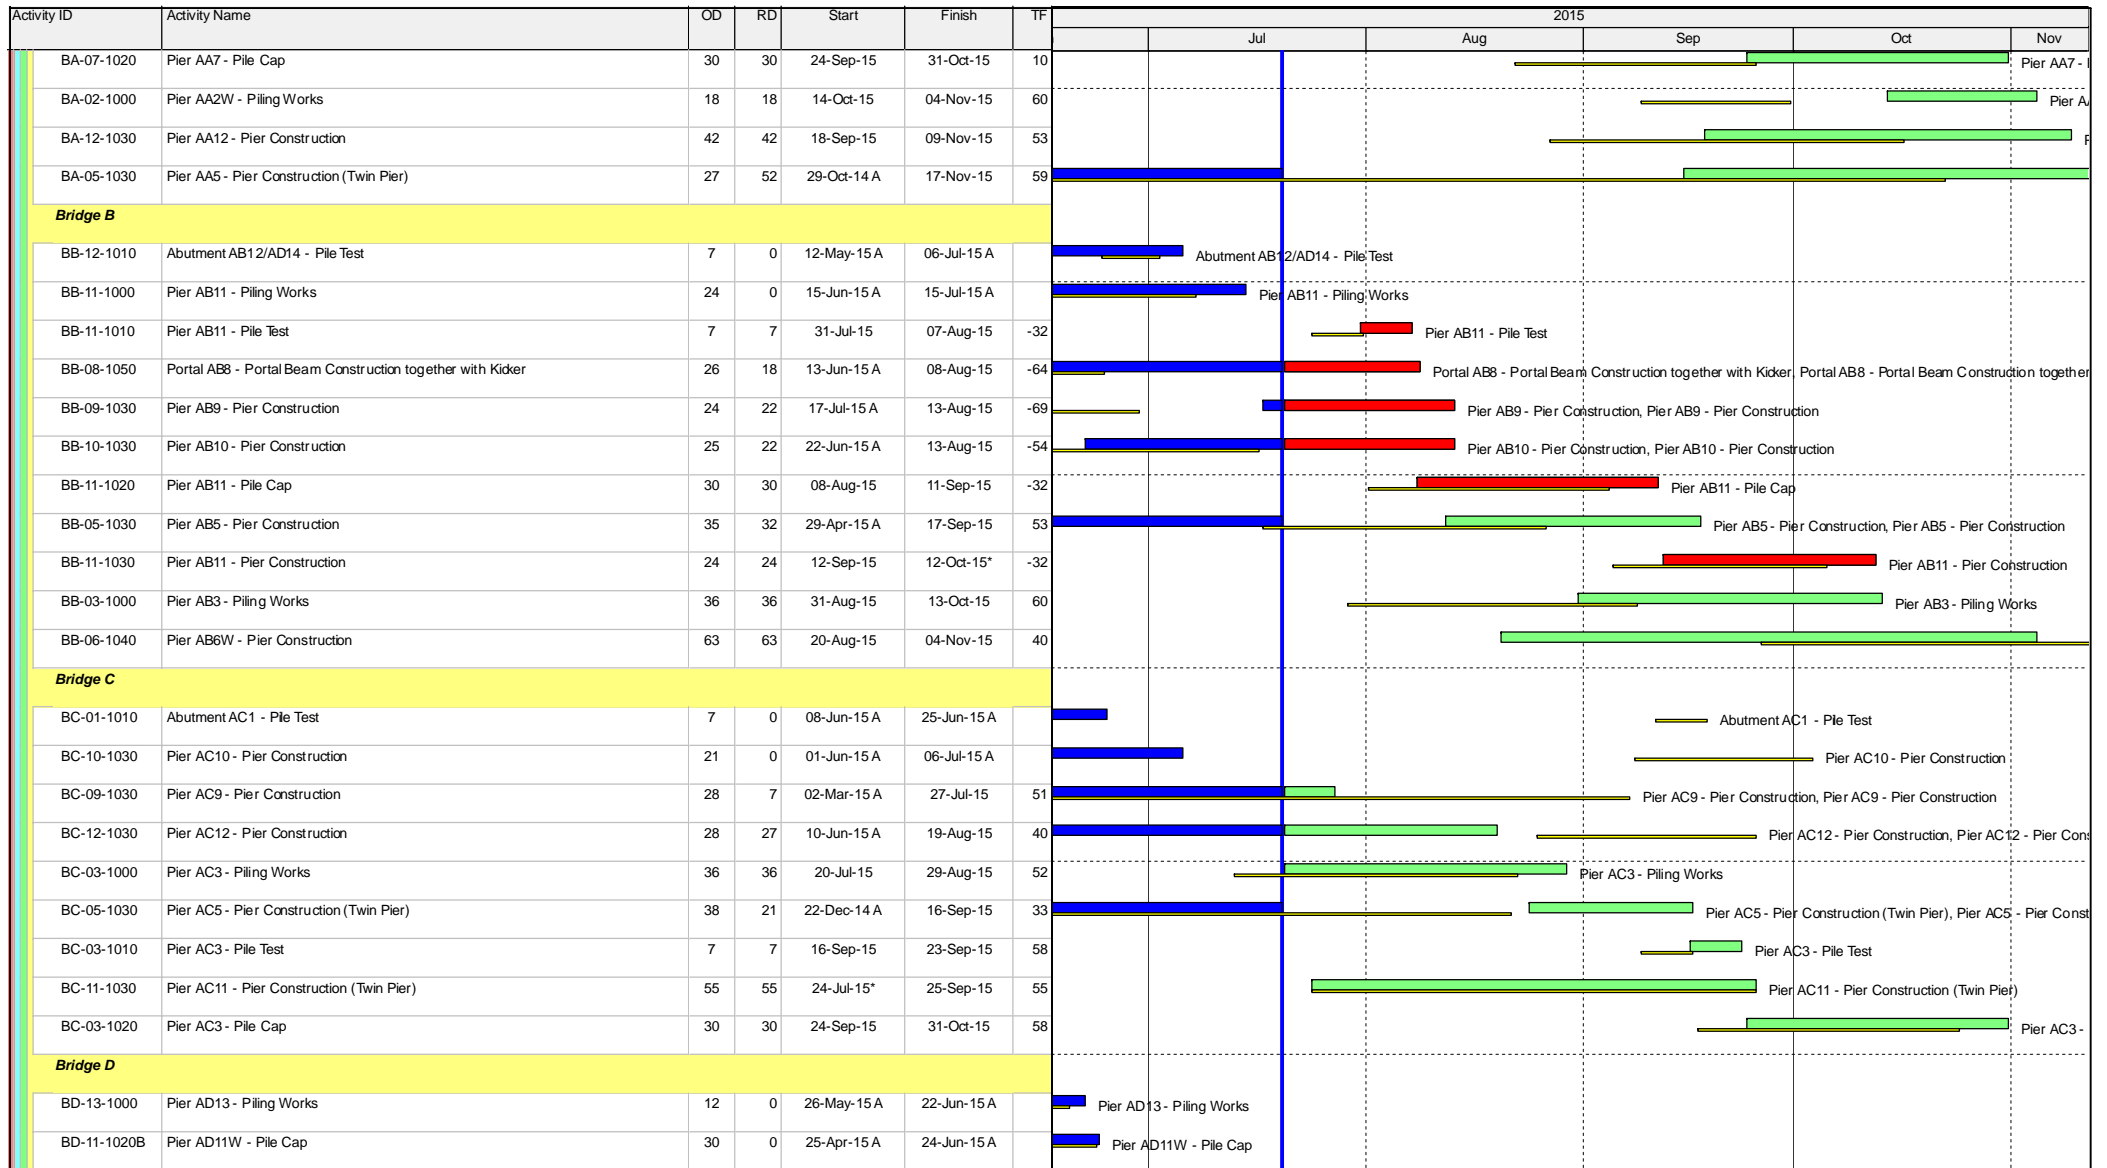 Activity ID Activity Name OD RD Start Finish TF 2015
Jul Aug Sep Oct Nov
BA-07-1020 Pier AA7 - Pile Cap 30 30 24-Sep-15 31-Oct-15 10 Pier AA7 -
BA-02-1000 Pier AA2W - Piling Works 18 18 14-Oct-15 04-Nov-15 60 Pier
BA-12-1030 Pier AA12 - Pier Construction 42 42 18-Sep-15 09-Nov-15 53
BA-05-1030 Pier AA5 - Pier Construction (Twin Pier) 27 52 29-Oct-14 A 17-Nov-15 59
Bridge B
BB-12-1010 Abutment AB12/AD14 - Pile Test 7 0 12-May-15 A 06-Jul-15 A Abutment AB12/AD14 - Pile Test
BB-11-1000 Pier AB11 - Piling Works 24 0 15-Jun-15 A 15-Jul-15 A Pier AB11 - Piling Works
BB-11-1010 Pier AB11 - Pile Test 7 7 31-Jul-15 07-Aug-15 -32 Pier AB11 - Pile Test
BB-08-1050 Portal AB8 - Portal Beam Construction together with Kicker 26 18 13-Jun-15 A 08-Aug-15 -64 Portal AB8 - Portal Beam Construction together with Kicker, Portal AB8 - Portal Beam Construction together
BB-09-1030 Pier AB9 - Pier Construction 24 22 17-Jul-15 A 13-Aug-15 -69 Pier AB9 - Pier Construction, Pier AB9 - Pier Construction
BB-10-1030 Pier AB10 - Pier Construction 25 22 22-Jun-15 A 13-Aug-15 -54 Pier AB10 - Pier Construction, Pier AB10 - Pier Construction
BB-11-1020 Pier AB11 - Pile Cap 30 30 08-Aug-15 11-Sep-15 -32 Pier AB11 - Pile Cap
BB-05-1030 Pier AB5 - Pier Construction 35 32 29-Apr-15 A 17-Sep-15 53 Pier AB5 - Pier Construction, Pier AB5 - Pier Construction
BB-11-1030 Pier AB11 - Pier Construction 24 24 12-Sep-15 12-Oct-15* -32 Pier AB11 - Pier Construction
BB-03-1000 Pier AB3 - Piling Works 36 36 31-Aug-15 13-Oct-15 60 Pier AB3 - Piling Works
BB-06-1040 Pier AB6W - Pier Construction 63 63 20-Aug-15 04-Nov-15 40
Bridge C
BC-01-1010 Abutment AC1 - Pile Test 7 0 08-Jun-15 A 25-Jun-15 A Abutment AC1 - Pile Test
BC-10-1030 Pier AC10 - Pier Construction 21 0 01-Jun-15 A 06-Jul-15 A Pier AC10 - Pier Construction
BC-09-1030 Pier AC9 - Pier Construction 28 7 02-Mar-15 A 27-Jul-15 51 Pier AC9 - Pier Construction, Pier AC9 - Pier Construction
BC-12-1030 Pier AC12 - Pier Construction 28 27 10-Jun-15 A 19-Aug-15 40 Pier AC12 - Pier Construction, Pier AC12 - Pier Cons
BC-03-1000 Pier AC3 - Piling Works 36 36 20-Jul-15 29-Aug-15 52 Pier AC3 - Piling Works
BC-05-1030 Pier AC5 - Pier Construction (Twin Pier) 38 21 22-Dec-14 A 16-Sep-15 33 Pier AC5 - Pier Construction (Twin Pier), Pier AC5 - Pier Const
BC-03-1010 Pier AC3 - Pile Test 7 7 16-Sep-15 23-Sep-15 58 Pier AC3 - Pile Test
BC-11-1030 Pier AC11 - Pier Construction (Twin Pier) 55 55 24-Jul-15* 25-Sep-15 55 Pier AC11 - Pier Construction (Twin Pier)
BC-03-1020 Pier AC3 - Pile Cap 30 30 24-Sep-15 31-Oct-15 58 Pier AC3 -
Bridge D
BD-13-1000 Pier AD13 - Piling Works 12 0 26-May-15 A 22-Jun-15 A Pier AD13 - Piling Works
BD-11-1020B Pier AD11W - Pile Cap 30 0 25-Apr-15 A 24-Jun-15 A Pier AD11W - Pile Cap